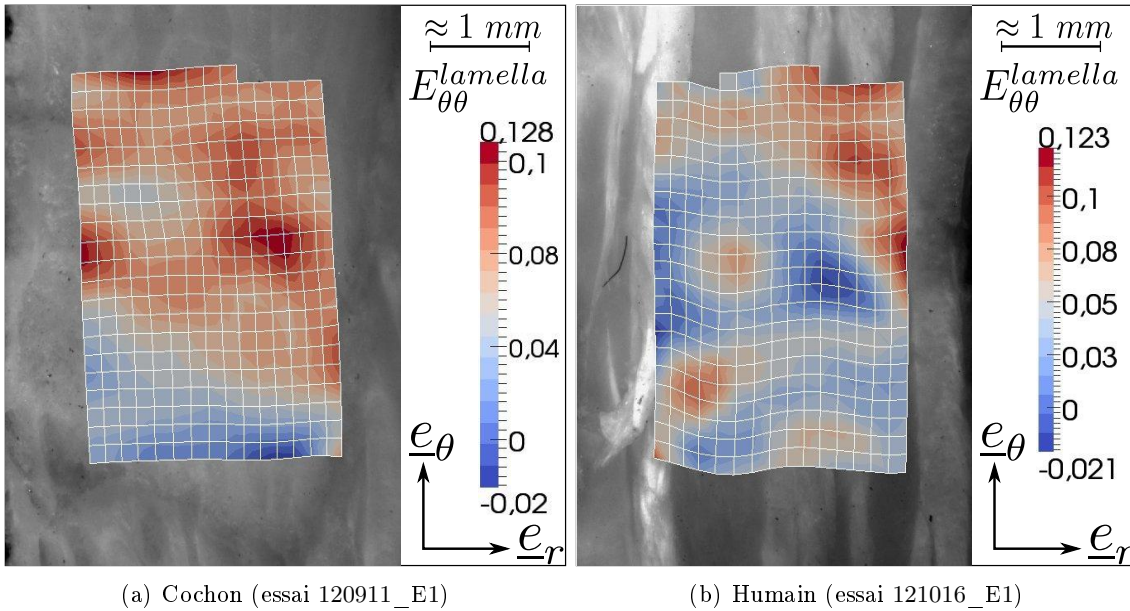 ≈ 1 mm
E^{lamella}_{θθ}
0,128
0,1
0,08
0,04
0
-0,02
e_θ
e_r
≈ 1 mm
E^{lamella}_{θθ}
0,123
0,1
0,08
0,05
0,03
0
-0,021
e_θ
e_r
(a) Cochon (essai 120911_E1)
(b) Humain (essai 121016_E1)